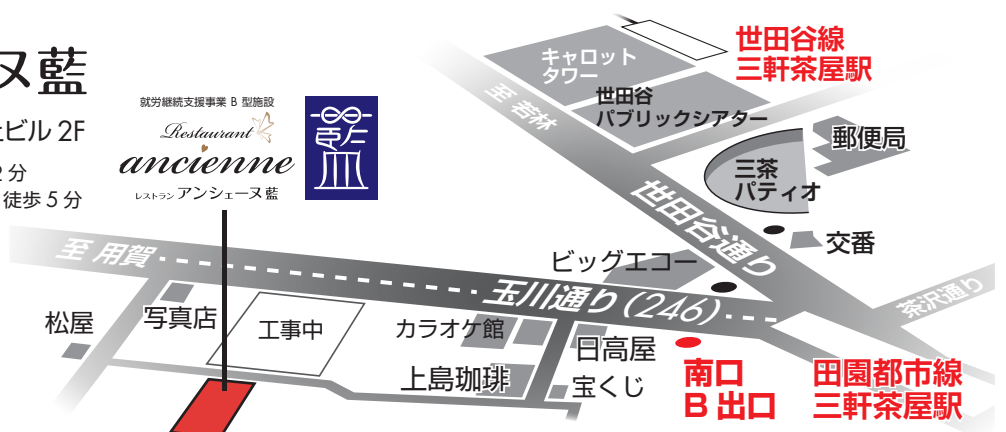 ヌ藍
ビル 2F
2 分
徒歩 5 分
就労継続支援事業 B 型施設
Restaurant
ancienne
レストラン アンシェーヌ藍
世田谷線
三軒茶屋駅
キャロット
タワー
至 若林
世田谷
パブリックシアター
郵便局
三茶
パティオ
世田谷通り
交番
至 用賀
ビッグエコー
玉川通り (246)
茶沢通り
松屋
写真店
工事中
カラオケ館
上島珈琲
日高屋
宝くじ
南口
B 出口
田園都市線
三軒茶屋駅